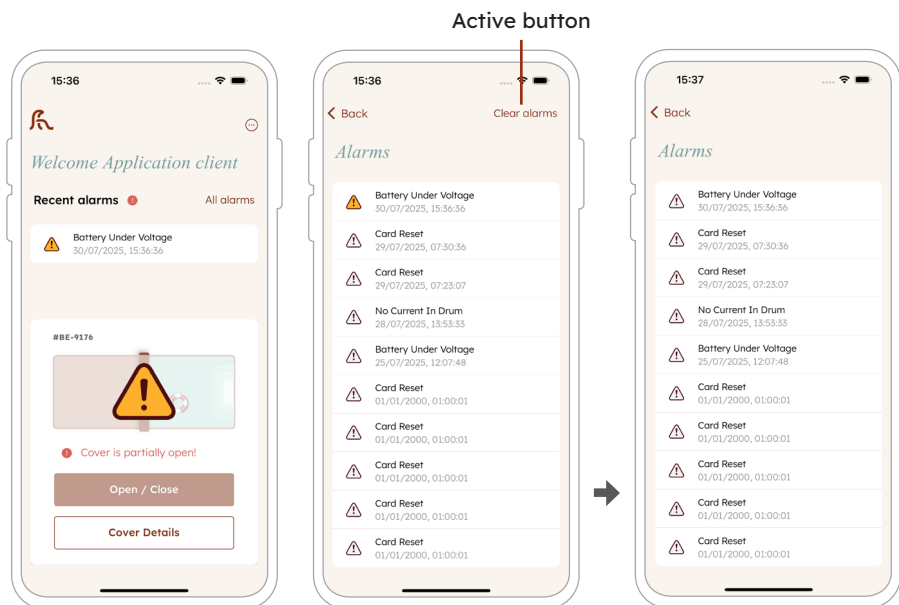 Active button
15:36
Welcome Application client
Recent alarms
All alarms
Battery Under Voltage
30/07/2025, 15:36:36
#BE-9176
Cover is partially open!
Open / Close
Cover Details
15:36
Back
Clear alarms
Alarms
Battery Under Voltage
30/07/2025, 15:36:36
Card Reset
29/07/2025, 07:30:36
Card Reset
29/07/2025, 07:23:07
No Current In Drum
28/07/2025, 13:53:33
Battery Under Voltage
25/07/2025, 12:07:48
Card Reset
01/01/2000, 01:00:01
Card Reset
01/01/2000, 01:00:01
Card Reset
01/01/2000, 01:00:01
Card Reset
01/01/2000, 01:00:01
Card Reset
01/01/2000, 01:00:01
15:37
Back
Alarms
Battery Under Voltage
30/07/2025, 15:36:36
Card Reset
29/07/2025, 07:30:36
Card Reset
29/07/2025, 07:23:07
No Current In Drum
28/07/2025, 13:53:33
Battery Under Voltage
25/07/2025, 12:07:48
Card Reset
01/01/2000, 01:00:01
Card Reset
01/01/2000, 01:00:01
Card Reset
01/01/2000, 01:00:01
Card Reset
01/01/2000, 01:00:01
Card Reset
01/01/2000, 01:00:01